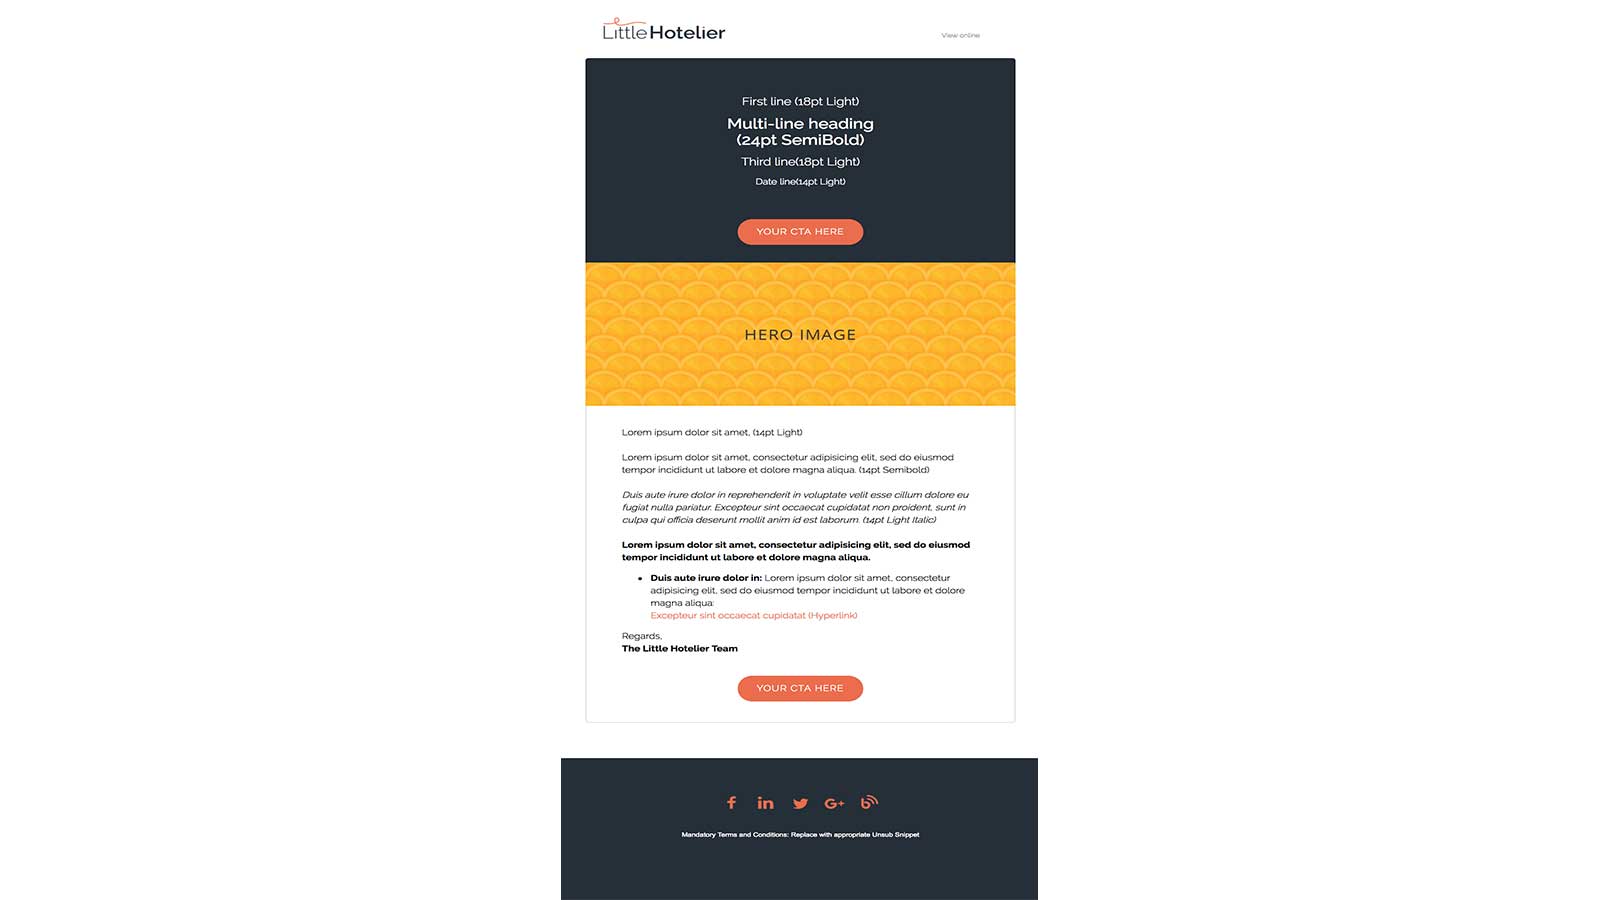 Little Hotelier
View online
First line (18pt Light)
Multi-line heading
(24pt SemiBold)
Third line(18pt Light)
Date line(14pt Light)
YOUR CTA HERE
HERO IMAGE
Lorem ipsum dolor sit amet, (14pt Light)
Lorem ipsum dolor sit amet, consectetur adipisicing elit, sed do eiusmod
tempor incididunt ut labore et dolore magna aliqua. (14pt Semibold)
Duis aute irure dolor in reprehenderit in voluptate velit esse cillum dolore eu
fugiat nulla pariatur. Excepteur sint occaecat cupidatat non proident, sunt in
culpa qui officia deserunt mollit anim id est laborum. (14pt Light Italic)
Lorem ipsum dolor sit amet, consectetur adipisicing elit, sed do eiusmod
tempor incididunt ut labore et dolore magna aliqua.
• Duis aute irure dolor in: Lorem ipsum dolor sit amet, consectetur
adipisicing elit, sed do eiusmod tempor incididunt ut labore et dolore
magna aliqua:
Excepteur sint occaecat cupidatat (Hyperlink)
Regards,
The Little Hotelier Team
YOUR CTA HERE
Mandatory Terms and Conditions: Replace with appropriate Unsub Snippet